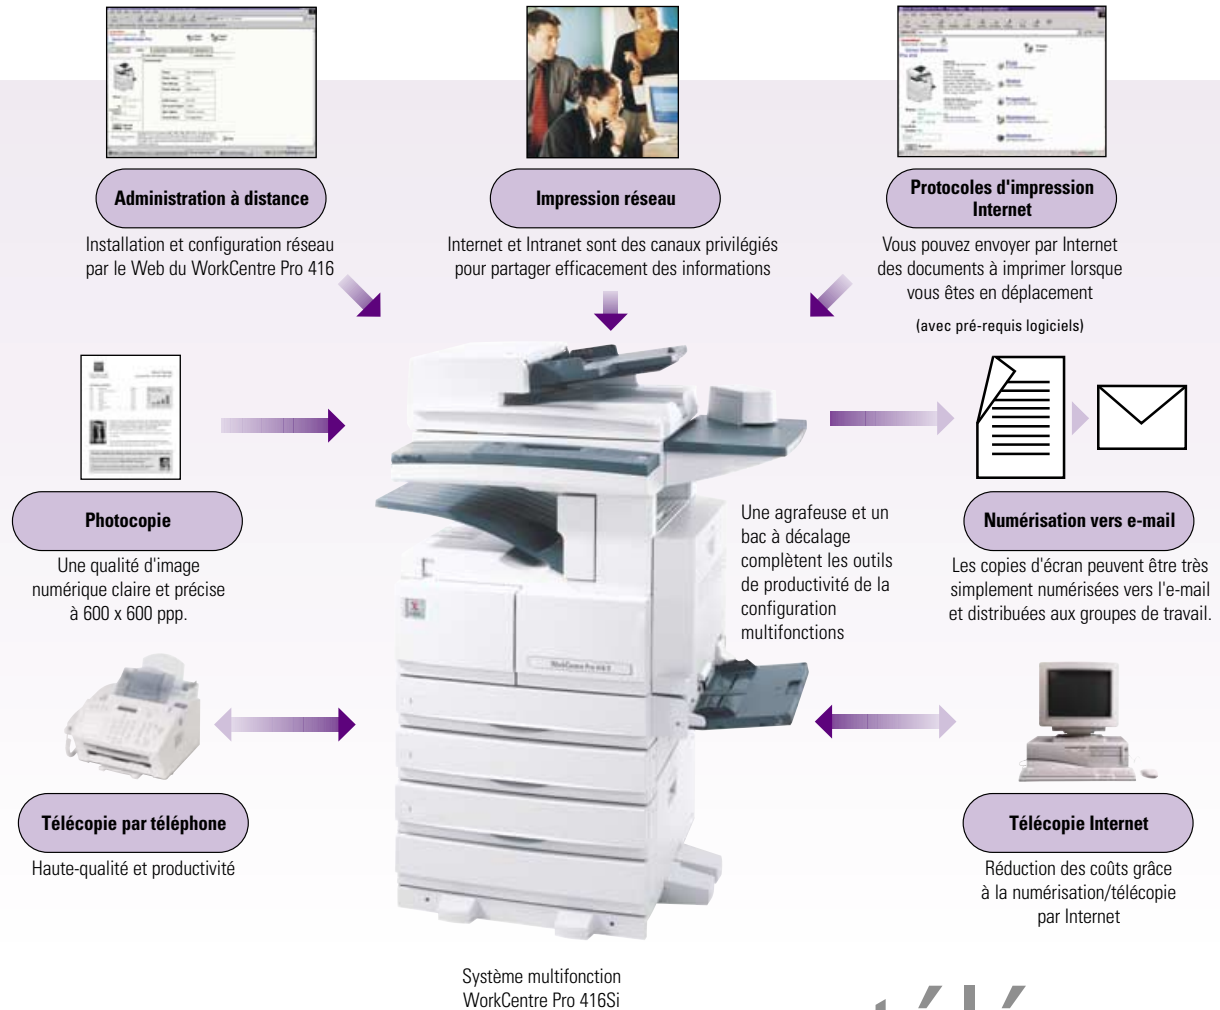 Administration à distance
Installation et configuration réseau
par le Web du WorkCentre Pro 416
Impression réseau
Internet et Intranet sont des canaux privilégiés
pour partager efficacement des informations
Protocoles d'impression
Internet
Vous pouvez envoyer par Internet
des documents à imprimer lorsque
vous êtes en déplacement
(avec pré-requis logiciels)
Photocopie
Une qualité d'image
numérique claire et précise
à 600 x 600 ppp.
Une agrafeuse et un
bac à décalage
complètent les outils
de productivité de la
configuration
multifonctions
Numérisation vers e-mail
Les copies d'écran peuvent être très
simplement numérisées vers l'e-mail
et distribuées aux groupes de travail.
Télécopie par téléphone
Haute-qualité et productivité
Télécopie Internet
Réduction des coûts grâce
à la numérisation/télécopie
par Internet
Système multifonction
WorkCentre Pro 416Si